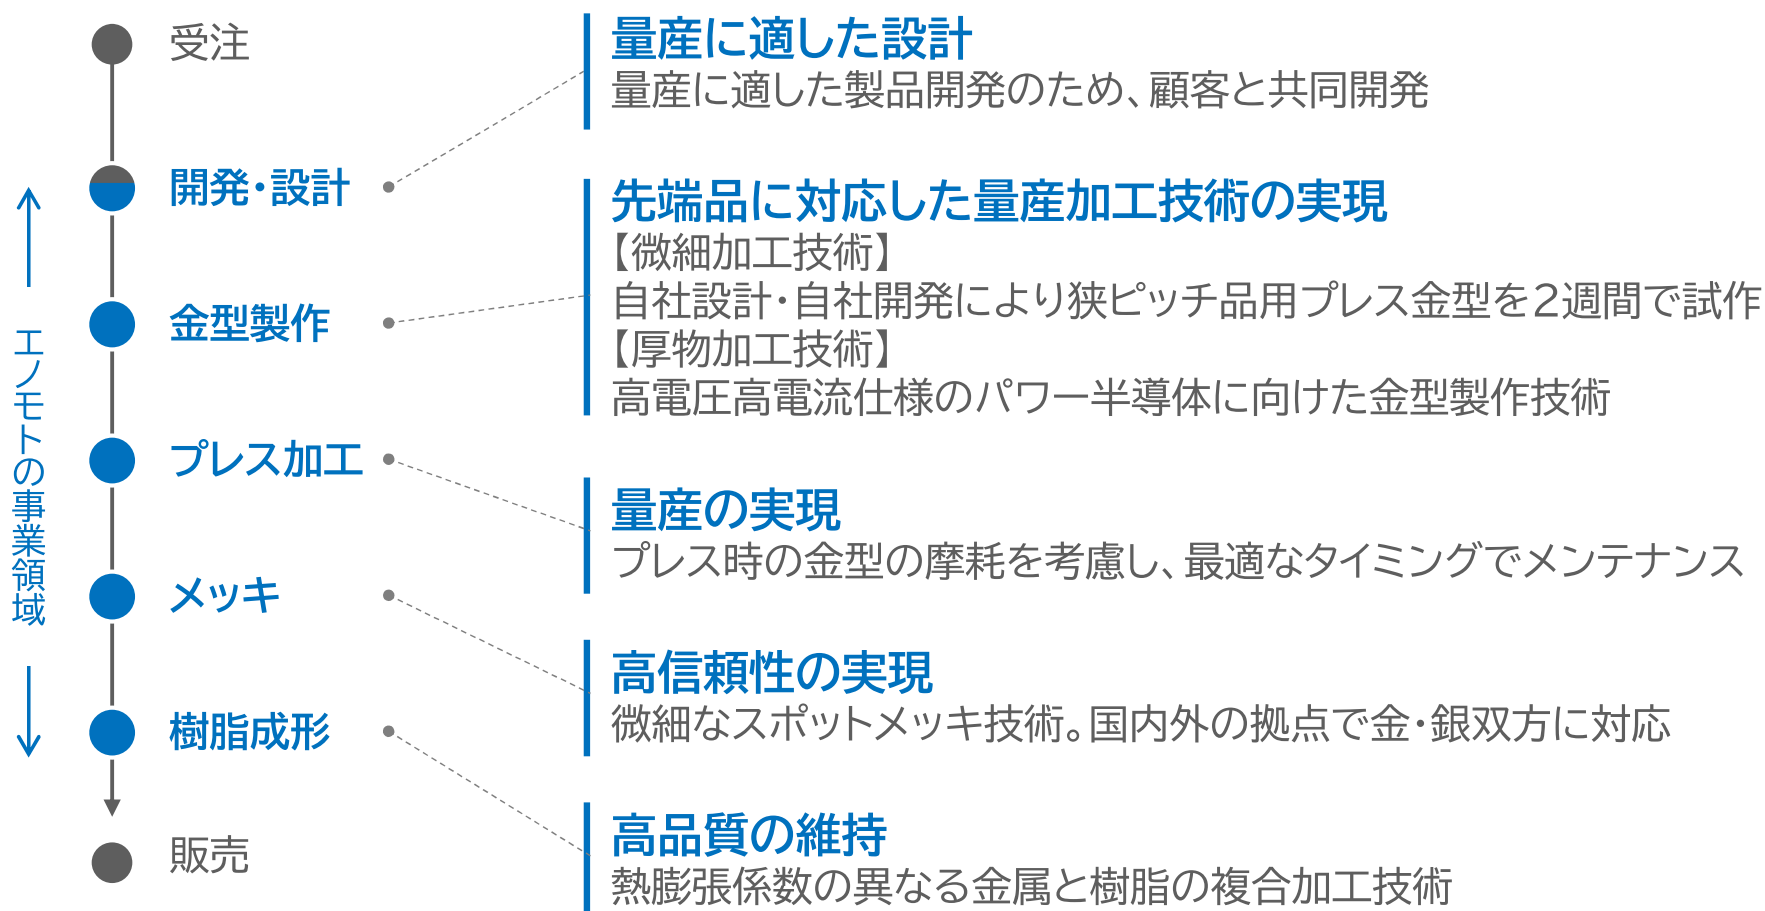 受注
開発・設計
金型製作
プレス加工
メッキ
樹脂成形
販売
エノモトの事業領域
量産に適した設計
量産に適した製品開発のため、顧客と共同開発
先端品に対応した量産加工技術の実現
【微細加工技術】
自社設計・自社開発により狭ピッチ品用プレス金型を2週間で試作
【厚物加工技術】
高電圧高電流仕様のパワー半導体に向けた金型製作技術
量産の実現
プレス時の金型の摩耗を考慮し、最適なタイミングでメンテナンス
高信頼性の実現
微細なスポットメッキ技術。国内外の拠点で金・銀双方に対応
高品質の維持
熱膨張係数の異なる金属と樹脂の複合加工技術